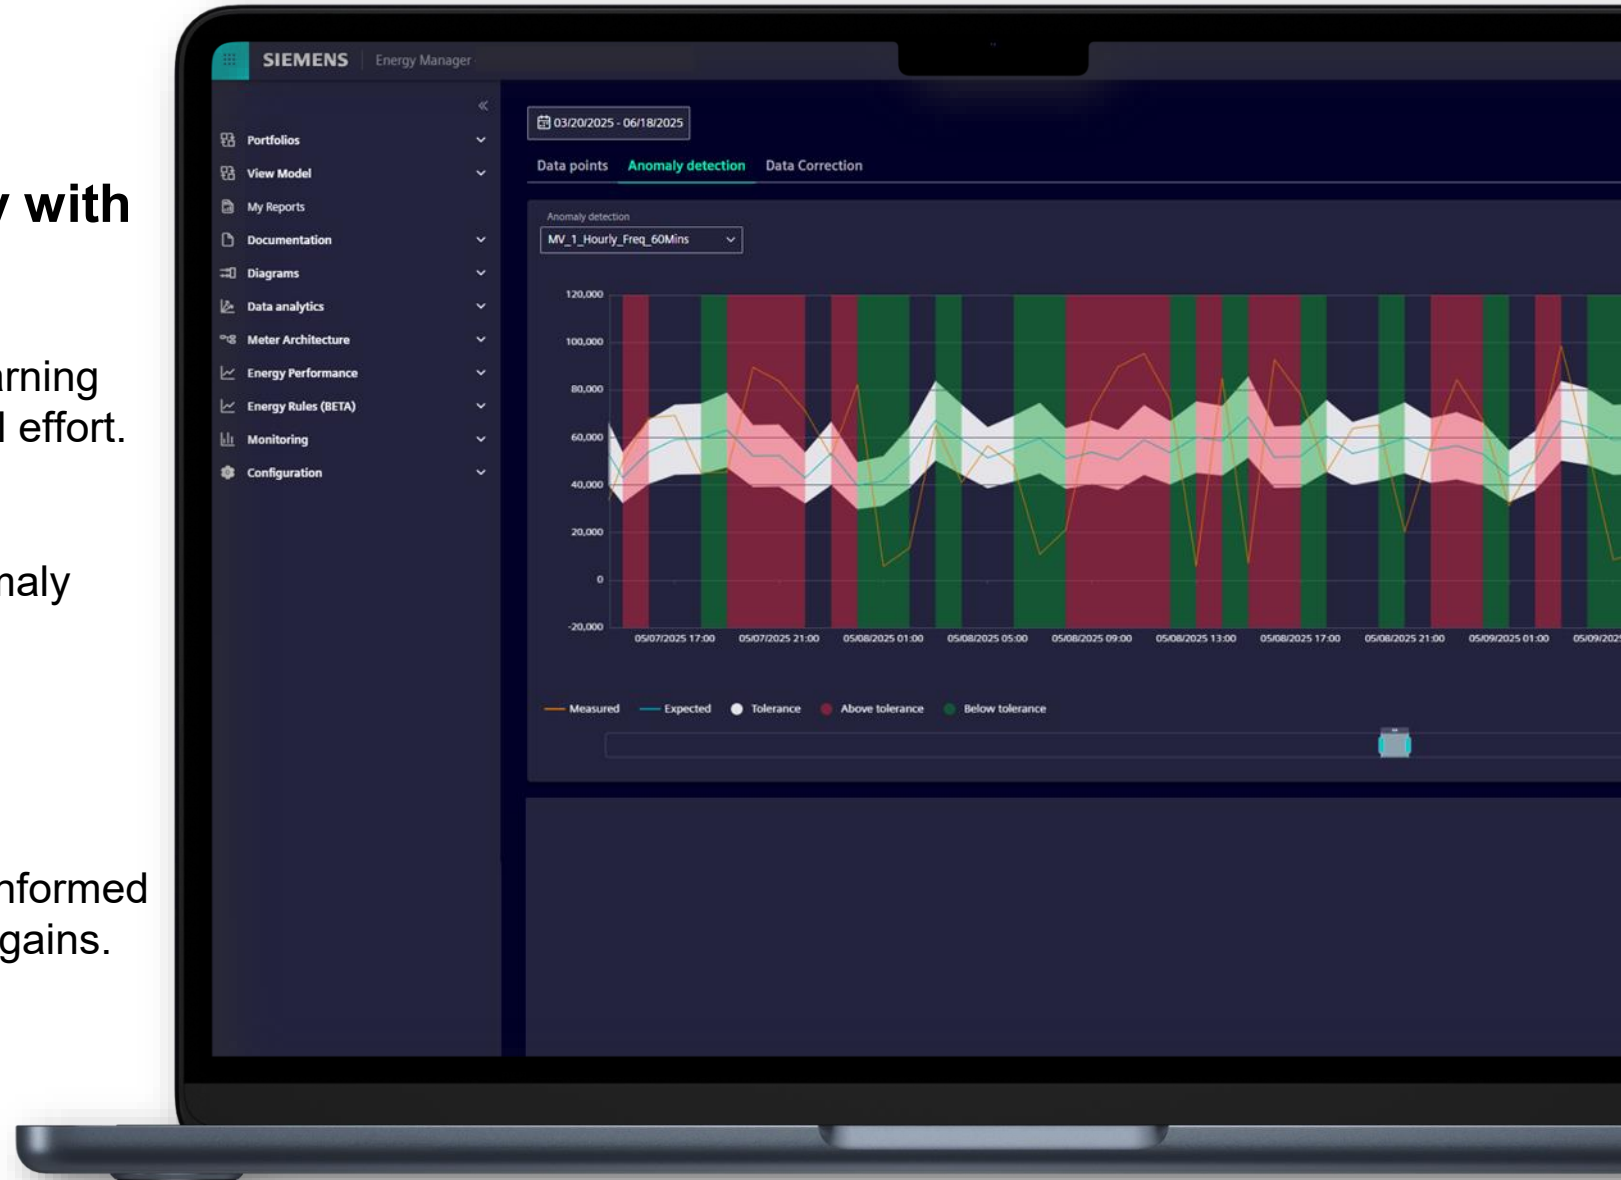 with
effort.
gains.
SIEMENS Energy Manager
03/20/2025 - 06/18/2025
Data points Anomaly detection Data Correction
Portfolios
View Model
My Reports
Documentation
Diagrams
Data analytics
Meter Architecture
Energy Performance
Energy Rules (BETA)
Monitoring
Configuration
Anomaly detection
MV_1_Hourly_Freq_60Mins
120,000
100,000
80,000
60,000
40,000
20,000
0
-20,000
05/07/2025 17:00 05/07/2025 21:00 05/08/2025 01:00 05/08/2025 05:00 05/08/2025 09:00 05/08/2025 13:00 05/08/2025 17:00 05/08/2025 21:00 05/09/2025 01:00 05/09/2025
Measured Expected Tolerance Above tolerance Below tolerance